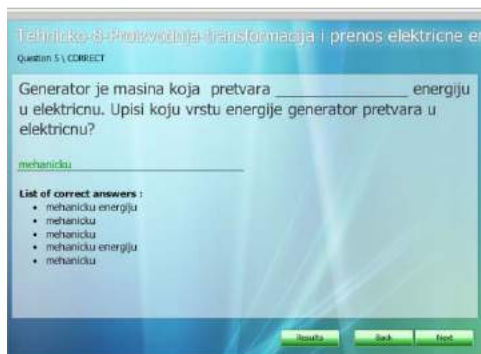 Tehnicko-8-Proizvodnja-transformacija i prenos elektricne er
Question 5 \ CORRECT
Generator je masina koja pretvara _________________ energiju
u elektricnu. Upisi koju vrstu energije generator pretvara u
elektricnu?
mehanicku
List of correct answers :
• mehanicku energiju
• mehanicku
• mehanicku
• mehanicku energiju
• mehanicku
Results Back Next